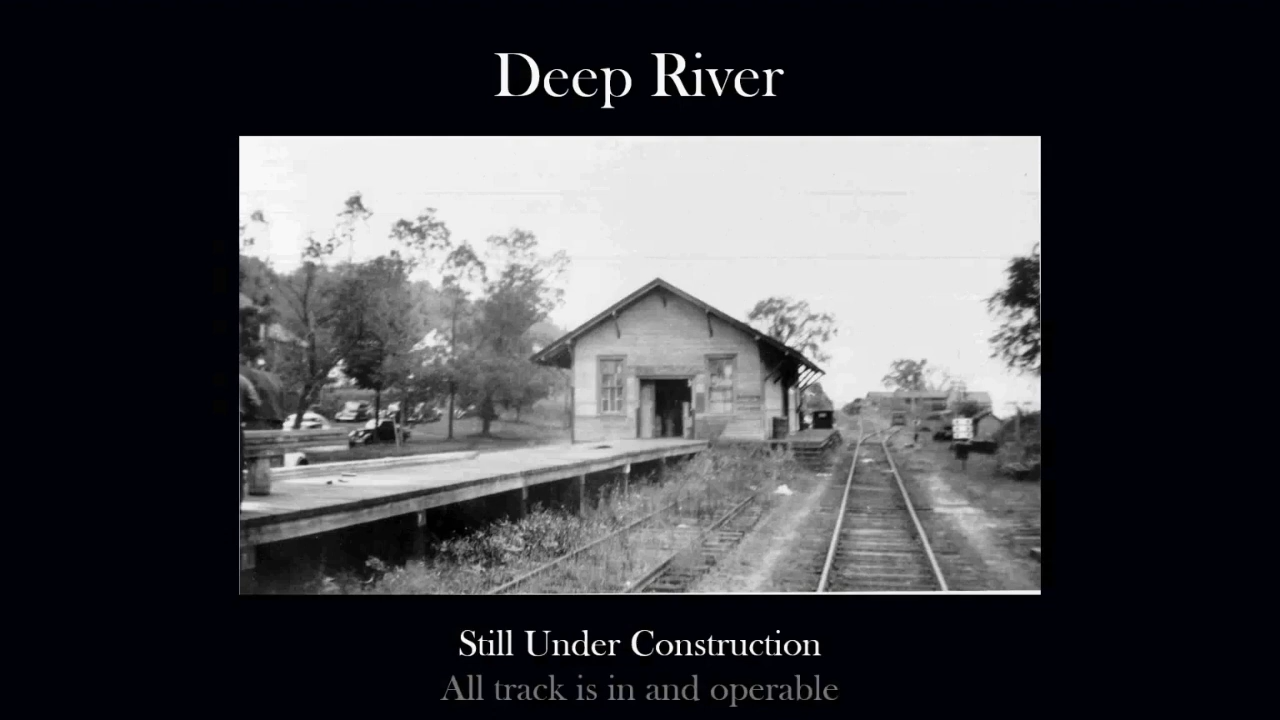 Deep River
Still Under Construction
All track is in and operable